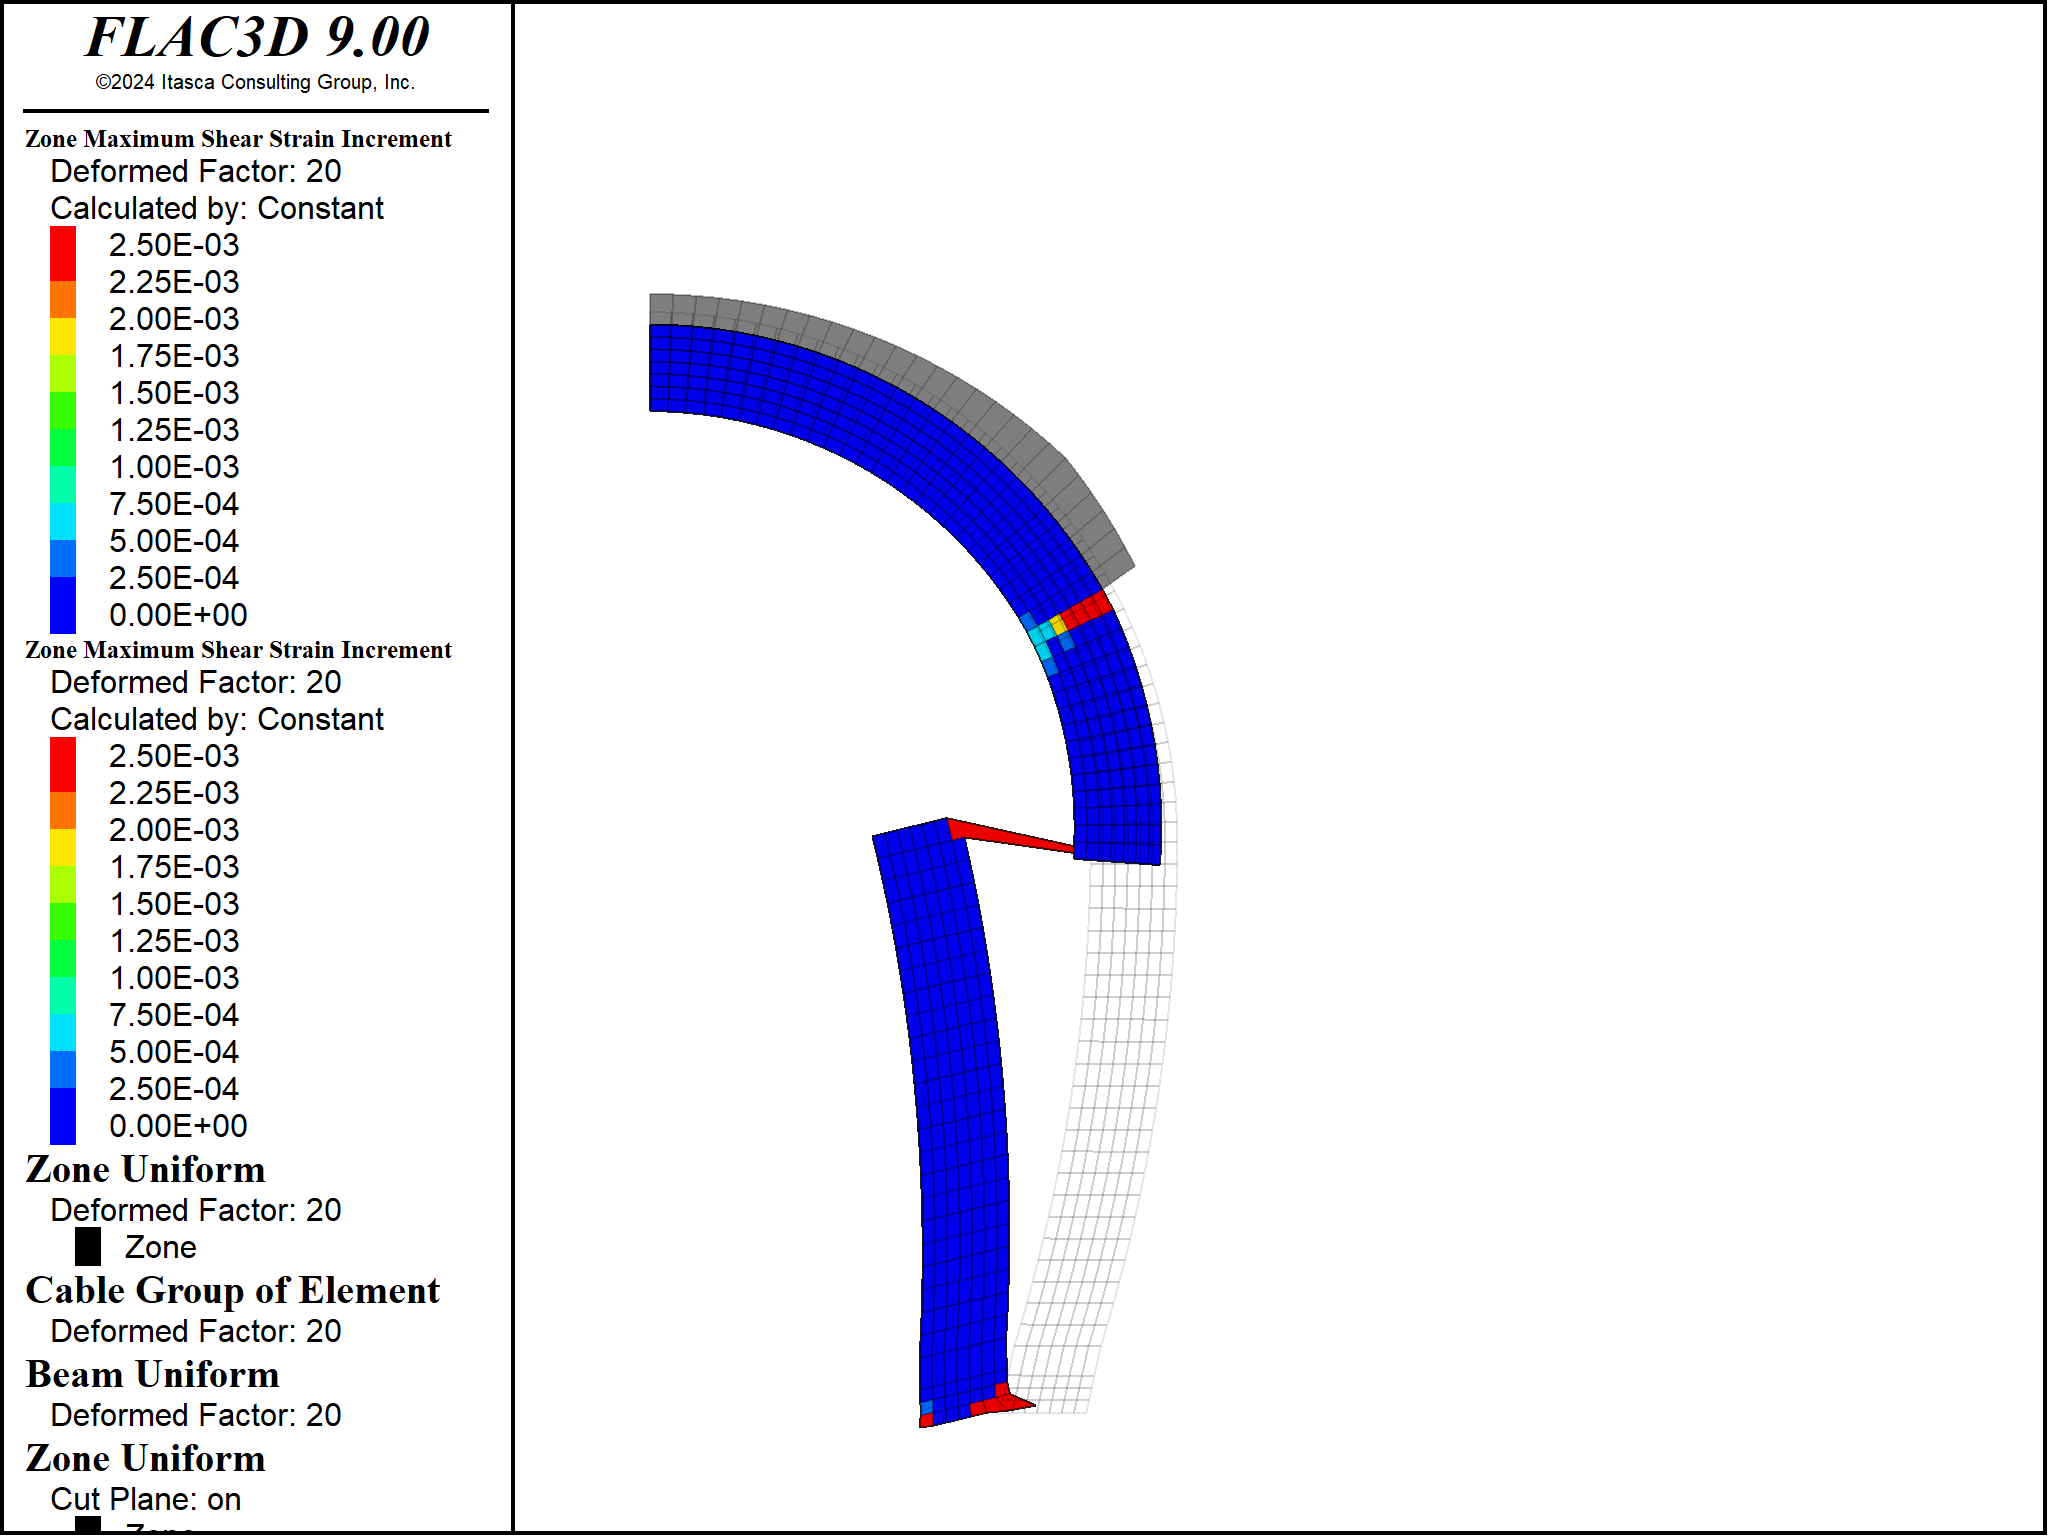 FLAC3D 9.00
©2024 Itasca Consulting Group, Inc.
Zone Maximum Shear Strain Increment
Deformed Factor: 20
Calculated by: Constant
2.50E-03
2.25E-03
2.00E-03
1.75E-03
1.50E-03
1.25E-03
1.00E-03
7.50E-04
5.00E-04
2.50E-04
0.00E+00
Zone Maximum Shear Strain Increment
Deformed Factor: 20
Calculated by: Constant
2.50E-03
2.25E-03
2.00E-03
1.75E-03
1.50E-03
1.25E-03
1.00E-03
7.50E-04
5.00E-04
2.50E-04
0.00E+00
Zone Uniform
Deformed Factor: 20
Zone
Cable Group of Element
Deformed Factor: 20
Beam Uniform
Deformed Factor: 20
Zone Uniform
Cut Plane: on